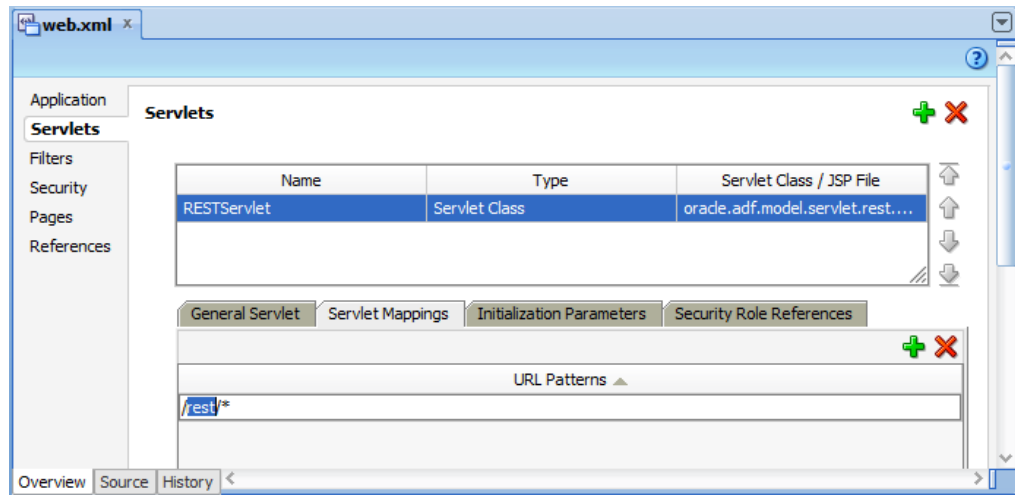 web.xml
Application
Servlets
Filters
Security
Pages
References
Servlets
Name Type Servlet Class / JSP File
RESTServlet Servlet Class oracle.adf.model.servlet.rest....
General Servlet Servlet Mappings Initialization Parameters Security Role References
URL Patterns
/rest/*
Overview Source History